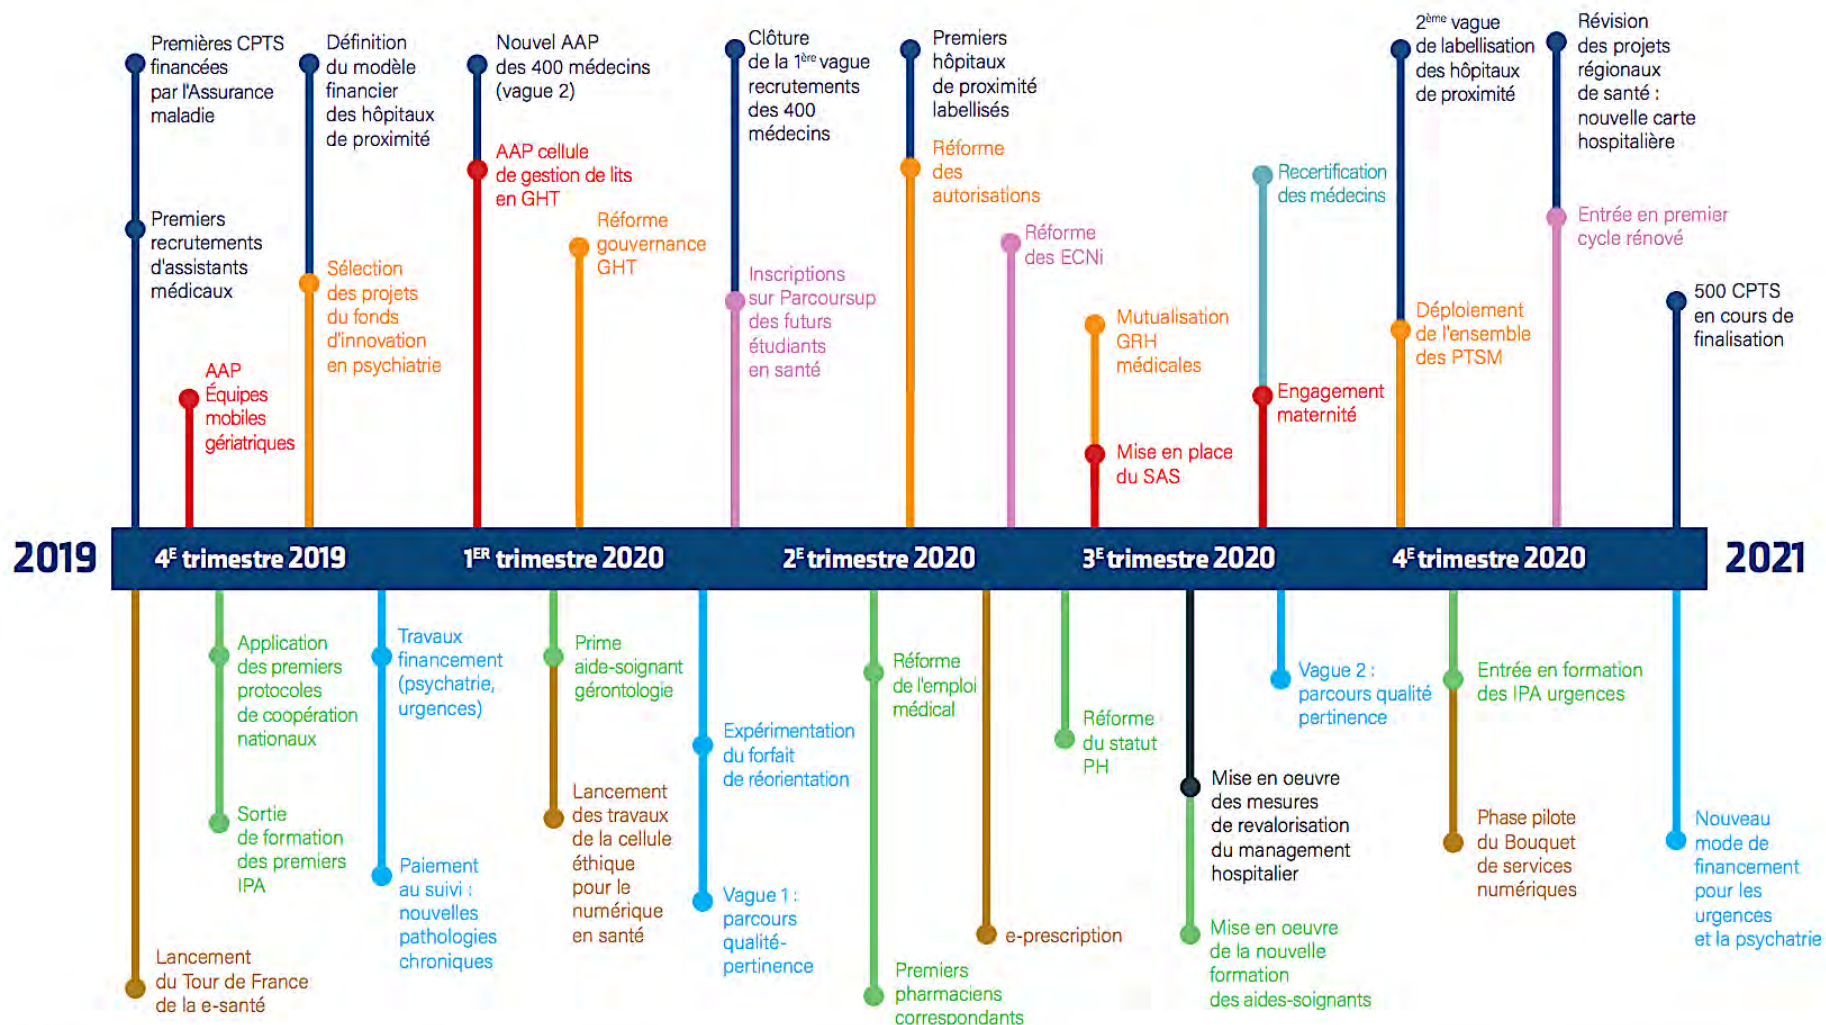 Premières CPTS
financées
par l'Assurance
maladie
Premiers
recrutements
d'assistants
médicaux
AAP
Équipes
mobiles
gériatriques
Définition
du modèle
financier
des hôpitaux
de proximité
Sélection
des projets
du fonds
d'innovation
en psychiatrie
Nouvel AAP
des 400 médecins
(vague 2)
AAP cellule
de gestion de lits
en GHT
Réforme
gouvernance
GHT
Clôture
de la 1ère vague
recrutements
des 400
médecins
Inscriptions
sur Parcoursup
des futurs
étudiants
en santé
Premiers
hôpitaux
de proximité
labellisés
Réforme
des
autorisations
Réforme
des ECNi
Mutualisation
GRH
médicales
Mise en place
du SAS
Recertification
des médecins
Engagement
maternité
2ème vague
de labellisation
des hôpitaux
de proximité
Déploiement
de l'ensemble
des PTSM
Révision
des projets
régionaux
de santé :
nouvelle carte
hospitalière
Entrée en premier
cycle rénové
500 CPTS
en cours de
finalisation
2019
4E trimestre 2019
1ER trimestre 2020
2E trimestre 2020
3E trimestre 2020
4E trimestre 2020
2021
Lancement
du Tour de France
de la e-santé
Application
des premiers
protocoles
de coopération
nationaux
Sortie
de formation
des premiers
IPA
Travaux
financement
(psychatrie,
urgences)
Paiement
au suivi :
nouvelles
pathologies
chroniques
Prime
aide-soignant
gérontologie
Lancement
des travaux
de la cellule
éthique
pour le
numérique
en santé
Expérimentation
du forfait
de réorientation
Vague 1 :
parcours
qualité-
pertinence
Réforme
de l'emploi
médical
Premiers
pharmaciens
correspondants
e-prescription
Réforme
du statut
PH
Mise en oeuvre
des mesures
de revalorisation
du management
hospitalier
Mise en oeuvre
de la nouvelle
formation
des aides-soignants
Vague 2 :
parcours qualité
pertinence
Entrée en formation
des IPA urgences
Phase pilote
du Bouquet
de services
numériques
Nouveau
mode de
financement
pour les
urgences
et la psychatrie